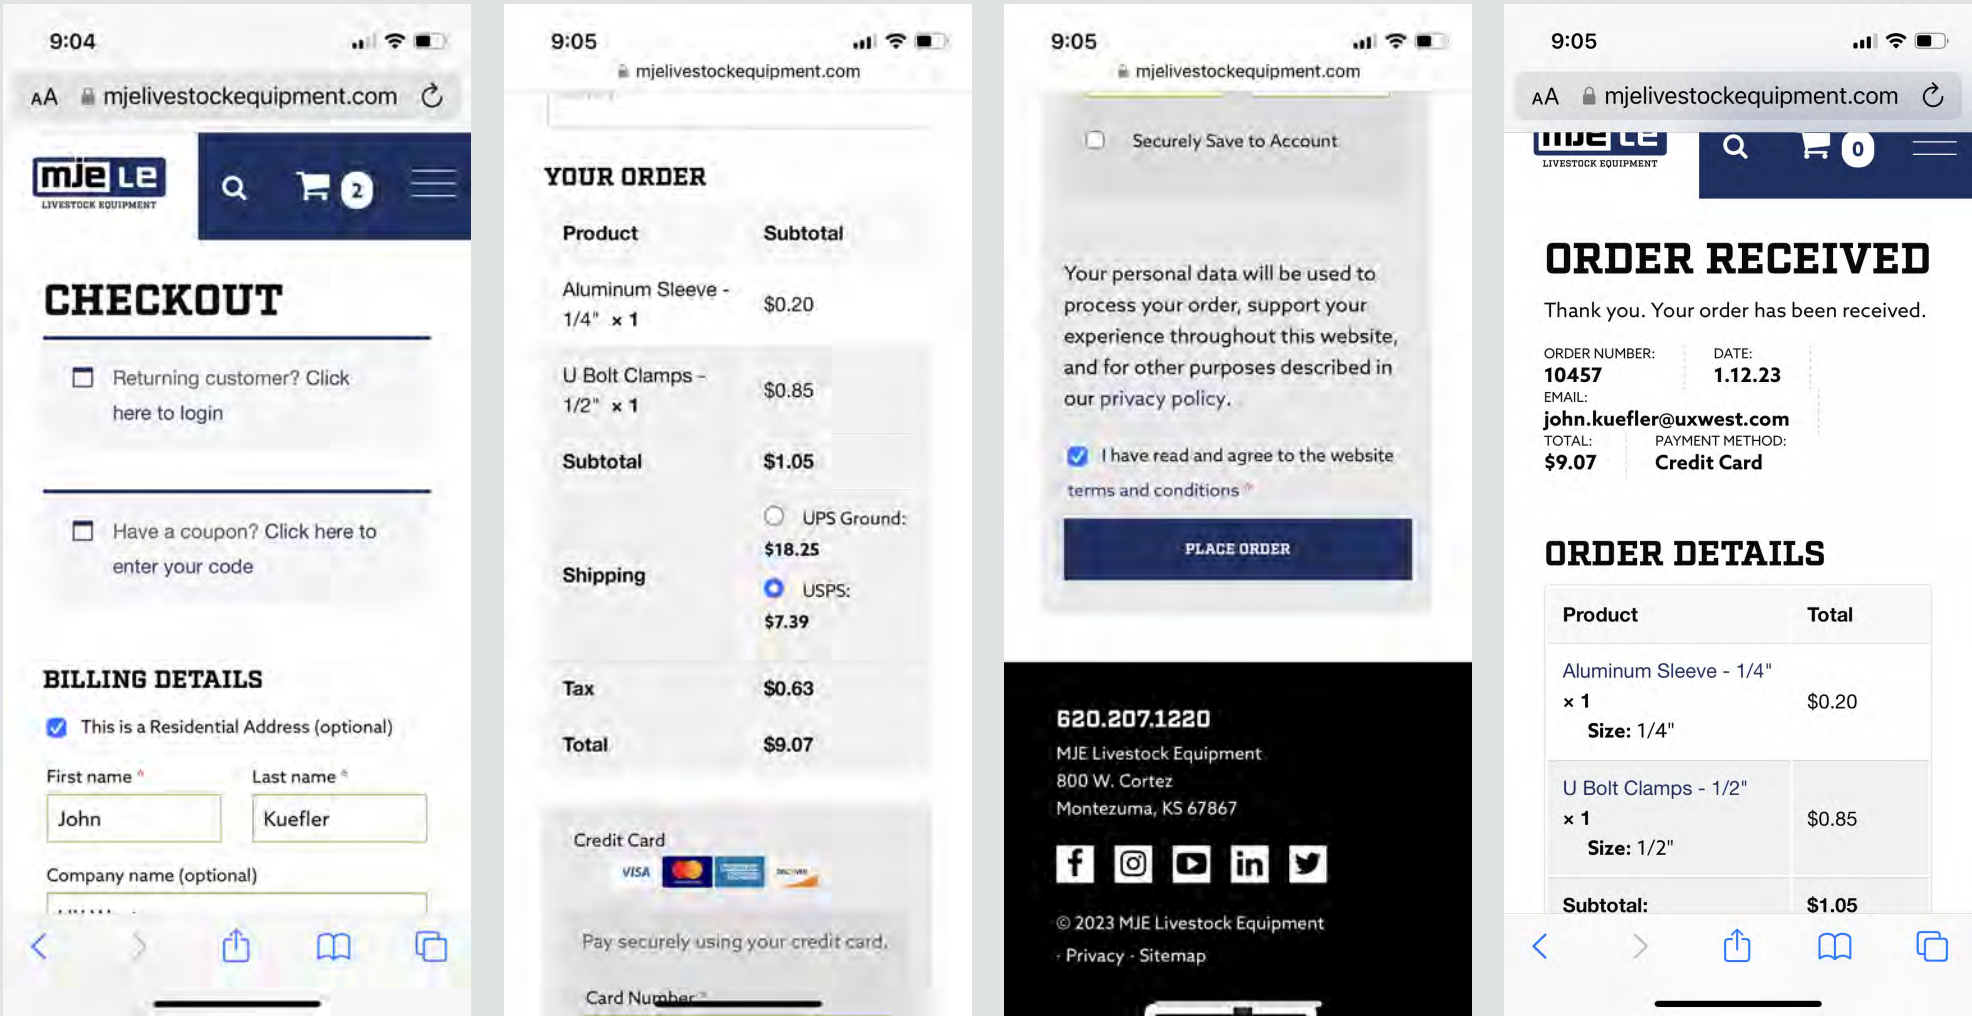 9:04
AA mjelivestockequipment.com
mje LE
LIVESTOCK EQUIPMENT
2
CHECKOUT
Returning customer? Click
here to login
Have a coupon? Click here to
enter your code
BILLING DETAILS
This is a Residential Address (optional)
First name * Last name *
John Kuefler
Company name (optional)
9:05
mjelivestockequipment.com
YOUR ORDER
Product Subtotal
Aluminum Sleeve -
1/4" × 1 $0.20
U Bolt Clamps –
1/2" × 1 $0.85
Subtotal $1.05
Shipping
UPS Ground:
$18.25
USPS:
$7.39
Tax $0.63
Total $9.07
Credit Card
VISA AMERICAN EXPRESS DISCOVER
Pay securely using your credit card.
Card Number *
9:05
mjelivestockequipment.com
Securely Save to Account
Your personal data will be used to
process your order, support your
experience throughout this website,
and for other purposes described in
our privacy policy.
I have read and agree to the website
terms and conditions *
PLACE ORDER
620.207.1220
MJE Livestock Equipment
800 W. Cortez
Montezuma, KS 67867
© 2023 MJE Livestock Equipment
· Privacy · Sitemap
9:05
AA mjelivestockequipment.com
mje LE
LIVESTOCK EQUIPMENT
0
ORDER RECEIVED
Thank you. Your order has been received.
ORDER NUMBER: DATE:
10457 1.12.23
EMAIL:
john.kuefler@uxwest.com
TOTAL: PAYMENT METHOD:
$9.07 Credit Card
ORDER DETAILS
Product Total
Aluminum Sleeve - 1/4"
× 1 $0.20
Size: 1/4"
U Bolt Clamps - 1/2"
× 1 $0.85
Size: 1/2"
Subtotal: $1.05